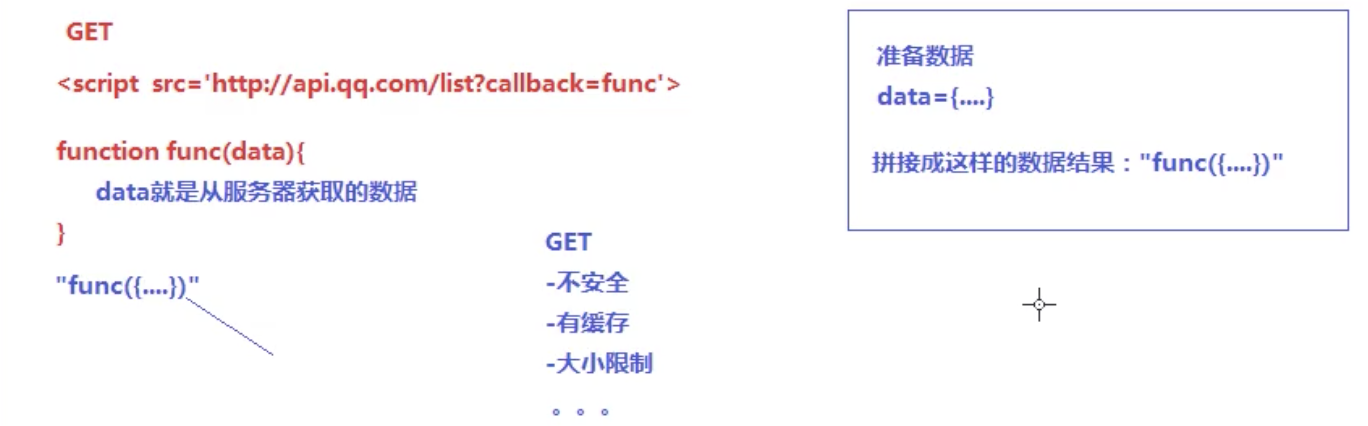 GET
<script src='http://api.qq.com/list?callback=func'>
function func(data){
data就是从服务器获取的数据
}
"func({....})"
GET
-不安全
-有缓存
-大小限制
。。。
准备数据
data={....}
拼接成这样的数据结果："func({....})"